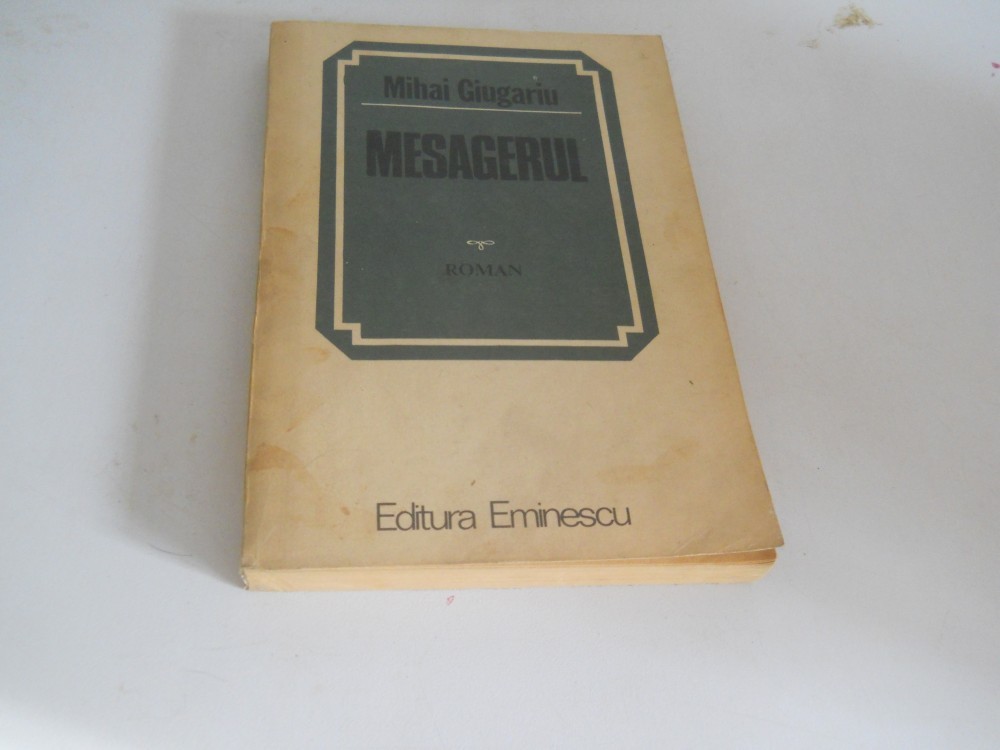 Mihai Giugariu
MESAGERUL
ROMAN
Editura Eminescu